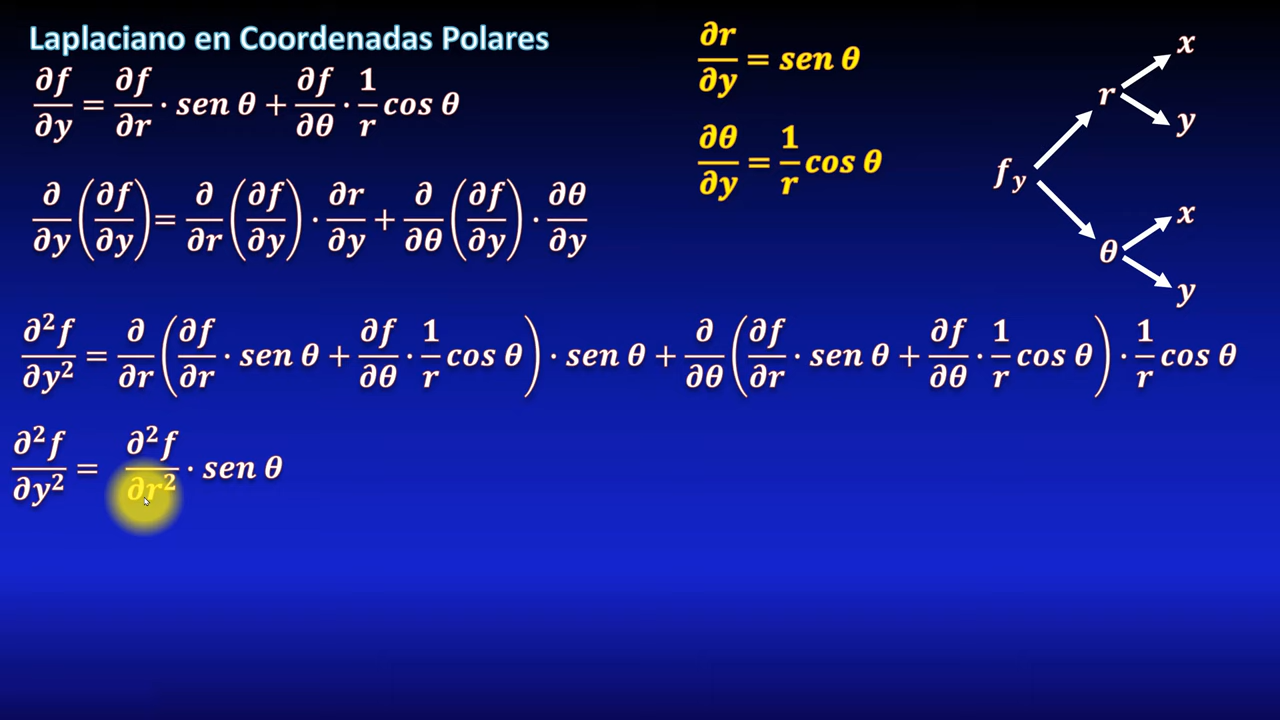 Laplaciano en Coordenadas Polares
∂f/∂y = ∂f/∂r · sen θ + ∂f/∂θ · 1/r cos θ
∂/∂y (∂f/∂y) = ∂/∂r (∂f/∂y) · ∂r/∂y + ∂/∂θ (∂f/∂y) · ∂θ/∂y
∂r/∂y = sen θ
∂θ/∂y = 1/r cos θ
x
r
y
f_y
x
θ
y
∂²f/∂y² = ∂/∂r (∂f/∂r · sen θ + ∂f/∂θ · 1/r cos θ) · sen θ + ∂/∂θ (∂f/∂r · sen θ + ∂f/∂θ · 1/r cos θ) · 1/r cos θ
∂²f/∂y² = ∂²f/∂r² · sen θ